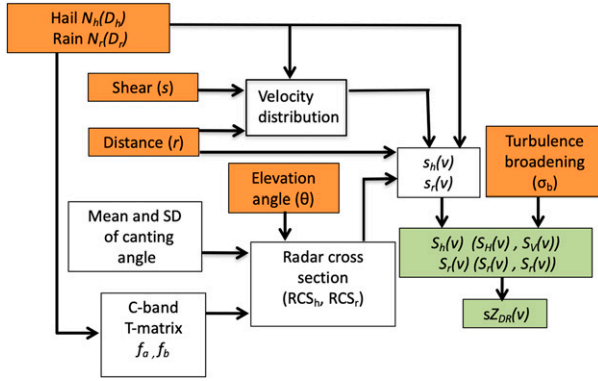 Hail N_h(D_h)
Rain N_r(D_r)
Shear (s)
Velocity
distribution
Distance (r)
Turbulence
broadening
(σ_b)
s_h(v)
s_r(v)
Elevation
angle (θ)
Mean and SD
of canting
angle
Radar cross
section
(RCS_h, RCS_r)
S_h(v) (S_H(v) , S_V(v))
S_r(v) (S_r(v) , S_r(v))
C-band
T-matrix
f_a ,f_b
sZ_DR(v)